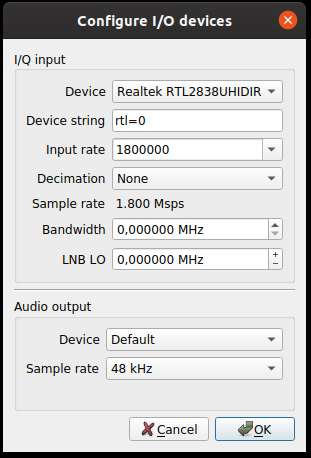 Configure I/O devices
I/Q input
Device Realtek RTL2838UHIDIR
Device string rtl=0
Input rate 1800000
Decimation None
Sample rate 1.800 Msps
Bandwidth 0,000000 MHz
LNB LO 0,000000 MHz
Audio output
Device Default
Sample rate 48 kHz
Cancel OK